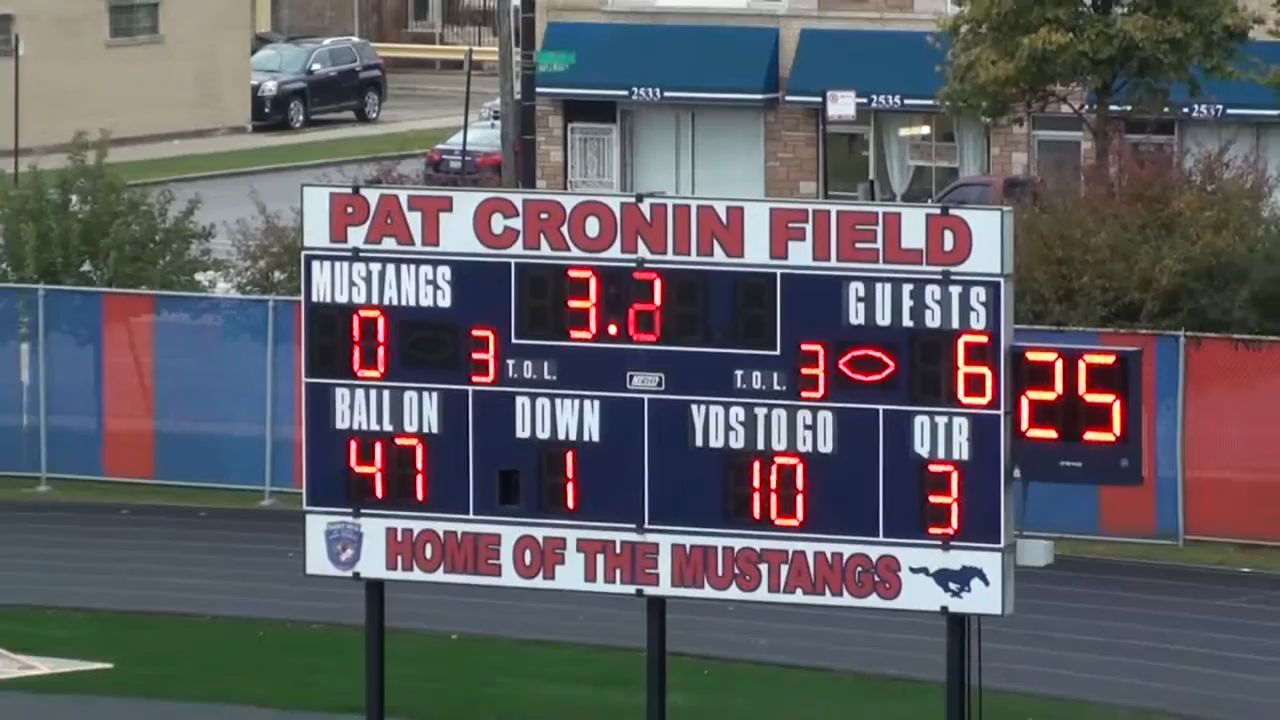 2533
2535
2537
PAT CRONIN FIELD
MUSTANGS
3.2
GUESTS
0
3
T.O.L.
T.O.L.
3
6
25
BALL ON
DOWN
YDS TO GO
QTR
47
1
10
3
HOME OF THE MUSTANGS